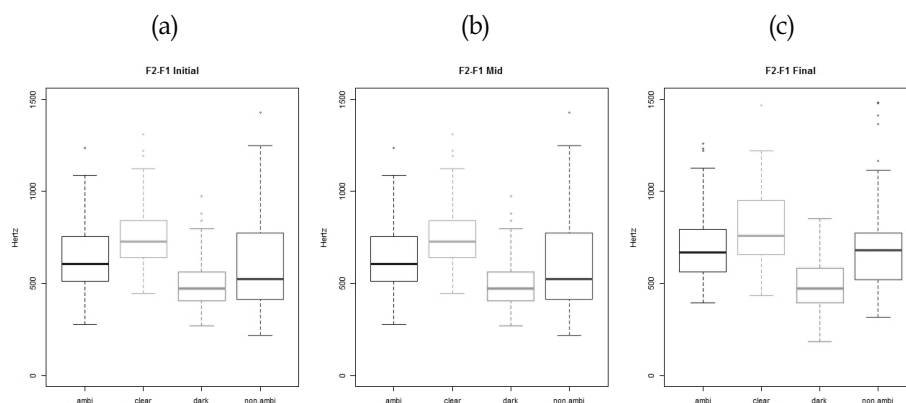 (a)
(b)
(c)
F2-F1 Initial
F2-F1 Mid
F2-F1 Final
Hertz
1500
1000
500
0
ambi
clear
dark
non.ambi
Hertz
1500
1000
500
0
ambi
clear
dark
non.ambi
Hertz
1500
1000
500
0
ambi
clear
dark
non.ambi